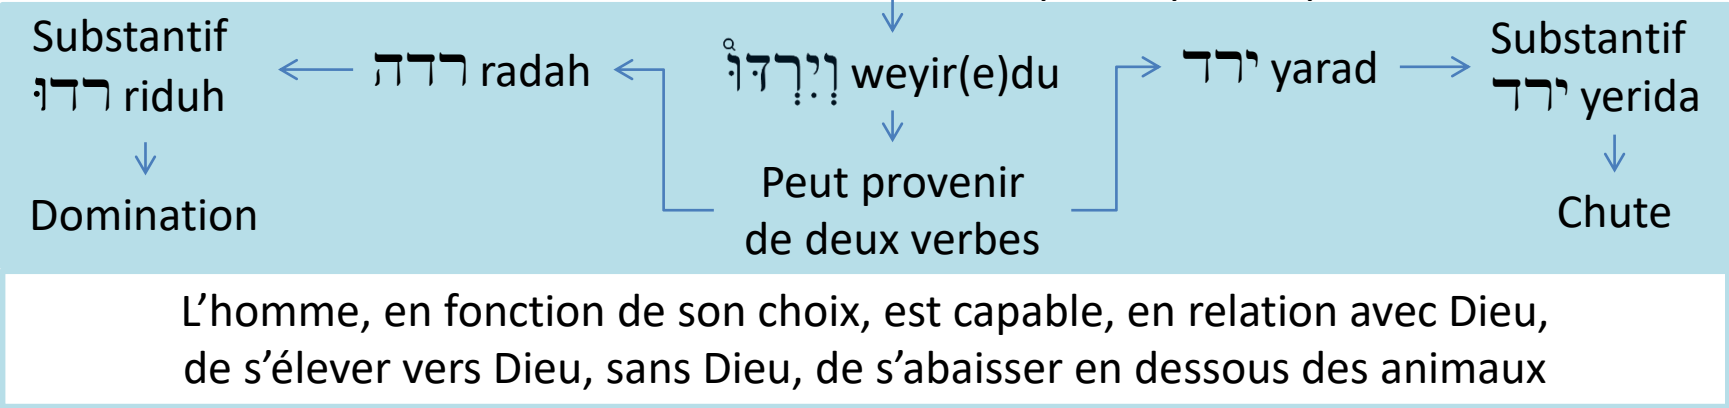 Substantif
רדוּ riduh
Domination
רדה radah
וְיִרְדּוּ֩ weyir(e)du
Peut provenir
de deux verbes
ירד yarad
Substantif
ירד yerida
Chute
L’homme, en fonction de son choix, est capable, en relation avec Dieu,
de s’élever vers Dieu, sans Dieu, de s’abaisser en dessous des animaux